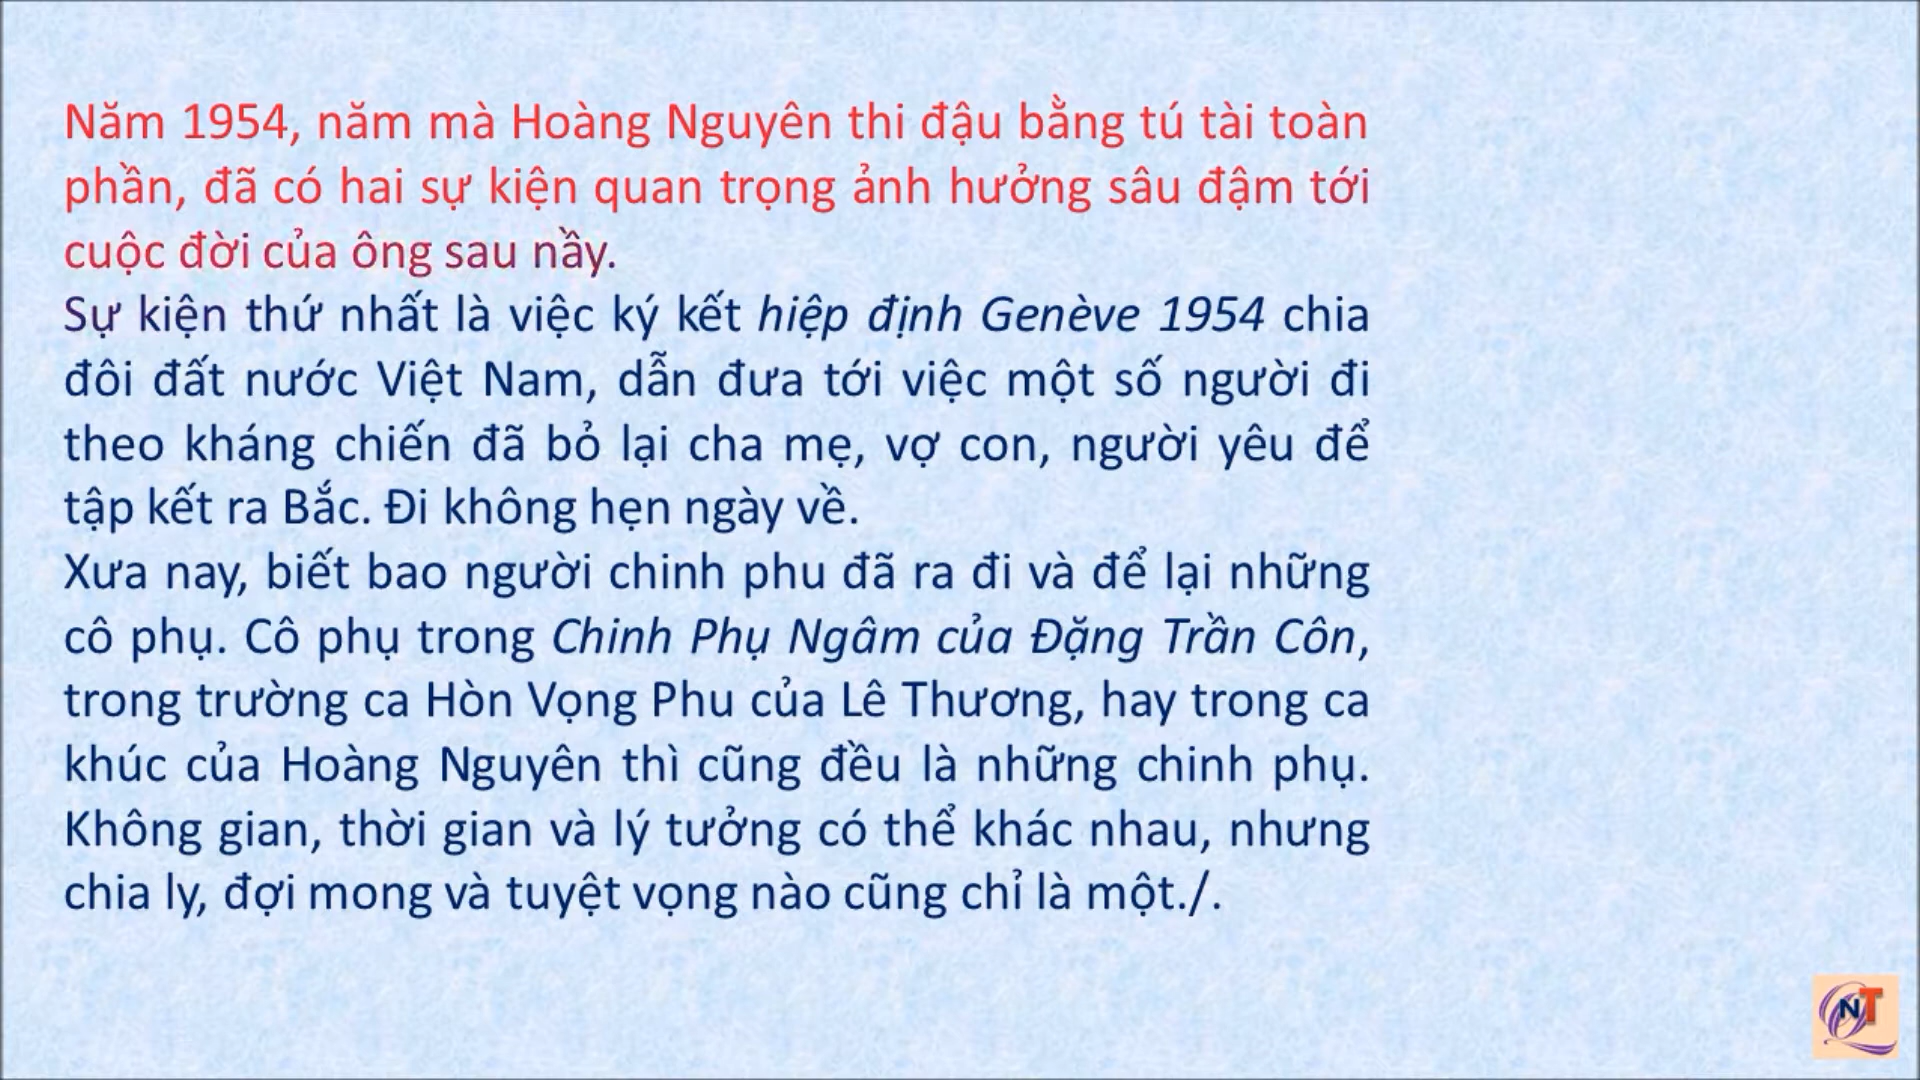 Năm 1954, năm mà Hoàng Nguyên thi đậu bằng tú tài toàn
phần, đã có hai sự kiện quan trọng ảnh hưởng sâu đậm tới
cuộc đời của ông sau nầy.
Sự kiện thứ nhất là việc ký kết hiệp định Genève 1954 chia
đôi đất nước Việt Nam, dẫn đưa tới việc một số người đi
theo kháng chiến đã bỏ lại cha mẹ, vợ con, người yêu để
tập kết ra Bắc. Đi không hẹn ngày về.
Xưa nay, biết bao người chinh phu đã ra đi và để lại những
cô phụ. Cô phụ trong Chinh Phụ Ngâm của Đặng Trần Côn,
trong trường ca Hòn Vọng Phu của Lê Thương, hay trong ca
khúc của Hoàng Nguyên thì cũng đều là những chinh phụ.
Không gian, thời gian và lý tưởng có thể khác nhau, nhưng
chia ly, đợi mong và tuyệt vọng nào cũng chỉ là một./.
NT